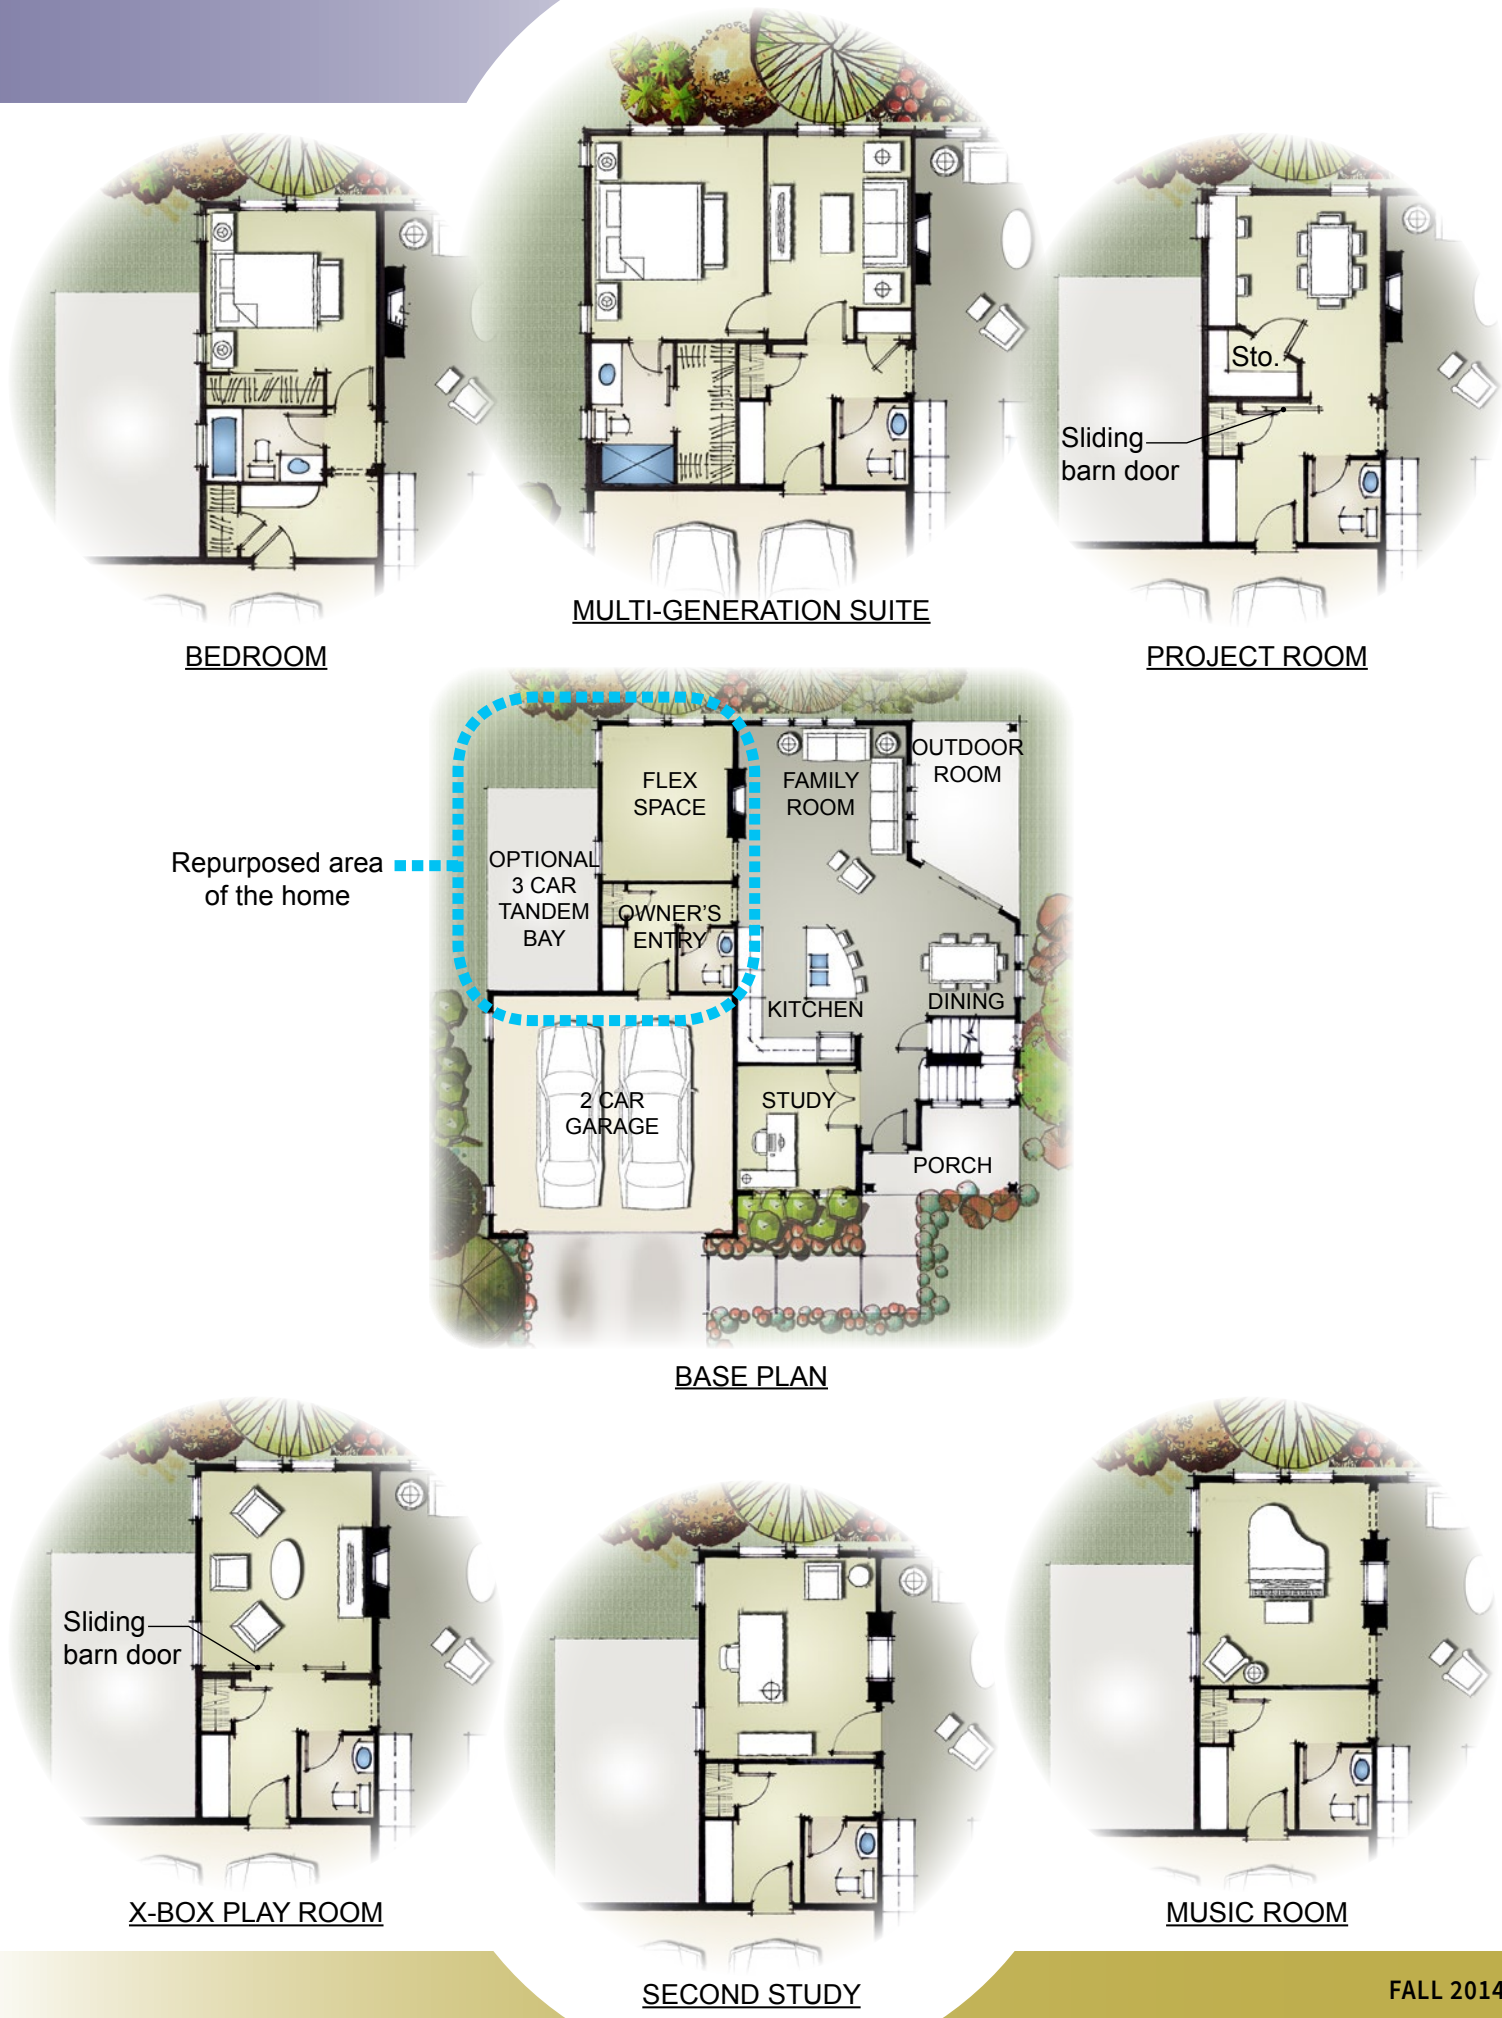 Sto.
Sliding
barn door
MULTI-GENERATION SUITE
BEDROOM
PROJECT ROOM
OUTDOOR
ROOM
FLEX
SPACE
FAMILY
ROOM
Repurposed area
of the home
OPTIONAL
3 CAR
TANDEM
BAY
OWNER'S
ENTRY
KITCHEN
DINING
2 CAR
GARAGE
STUDY
PORCH
BASE PLAN
Sliding
barn door
X-BOX PLAY ROOM
MUSIC ROOM
SECOND STUDY
FALL 2014